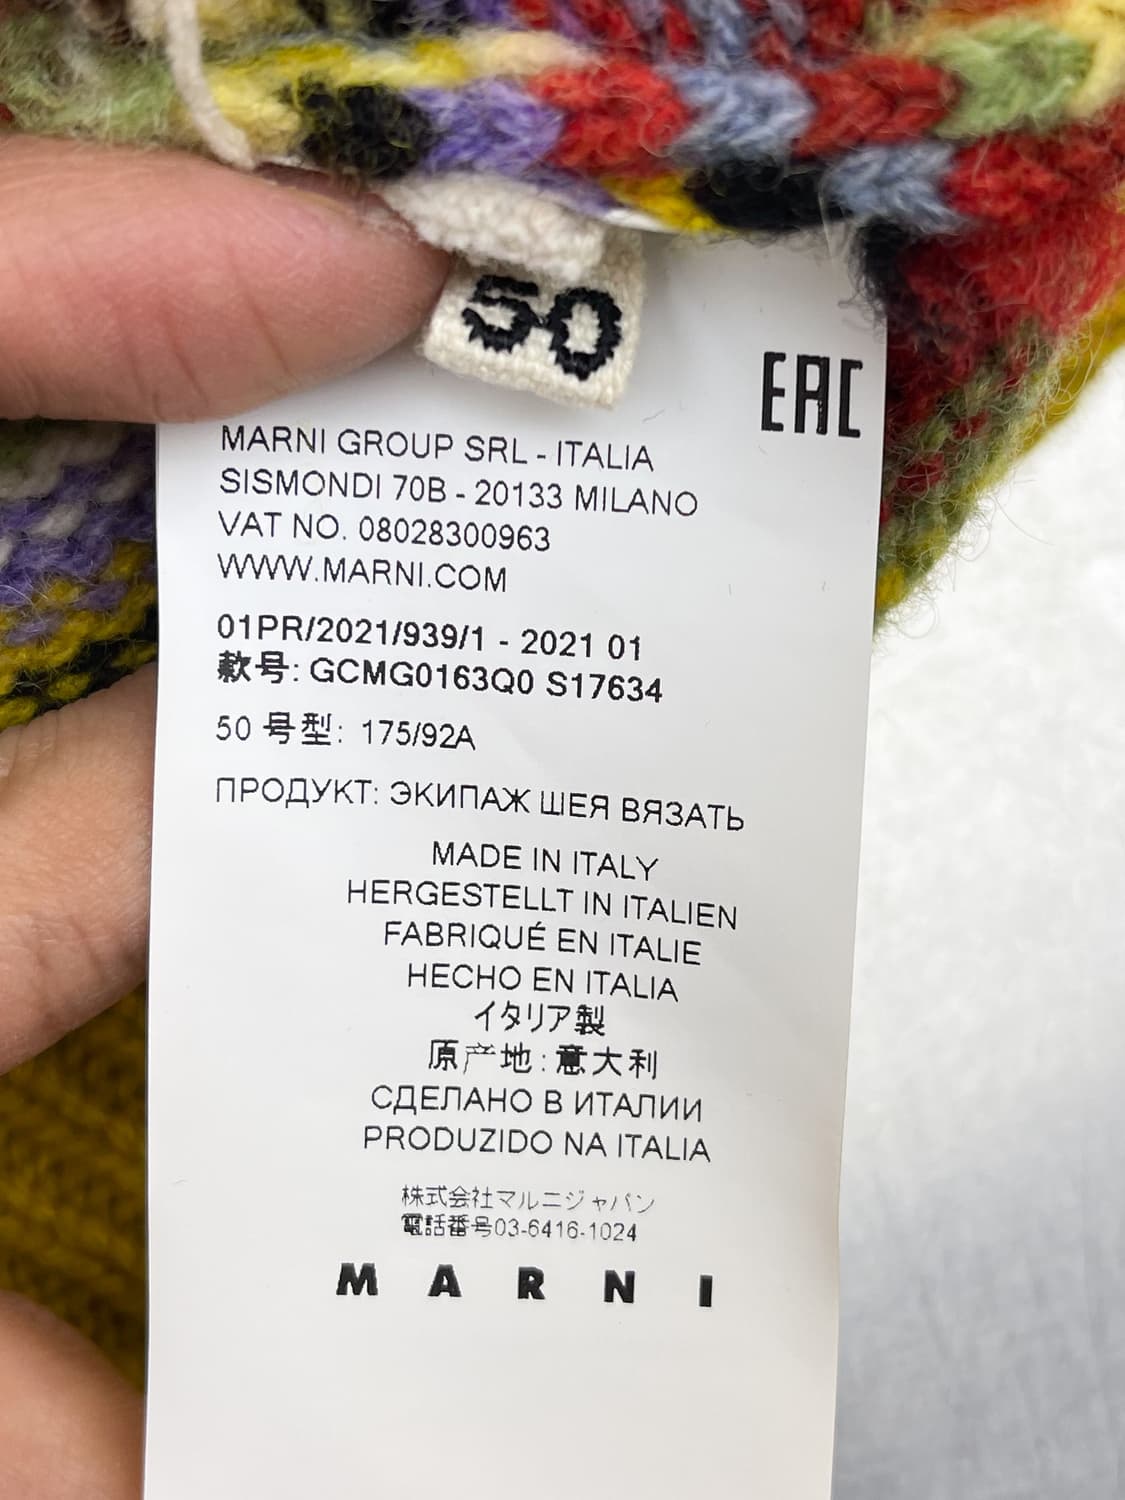 50
EAC
MARNI GROUP SRL - ITALIA
SISMONDI 70B - 20133 MILANO
VAT NO. 08028300963
WWW.MARNI.COM
01PR/2021/939/1 - 2021 01
款号: GCMG0163Q0 S17634
50 号型: 175/92A
ПРОДУКТ: ЭКИПАЖ ШЕЯ ВЯЗАТЬ
MADE IN ITALY
HERGESTELLT IN ITALIEN
FABRIQUÉ EN ITALIE
HECHO EN ITALIA
イタリア製
原产地: 意大利
СДЕЛАНО В ИТАЛИИ
PRODUZIDO NA ITALIA
株式会社マルニジャパン
電話番号03-6416-1024
MARNI